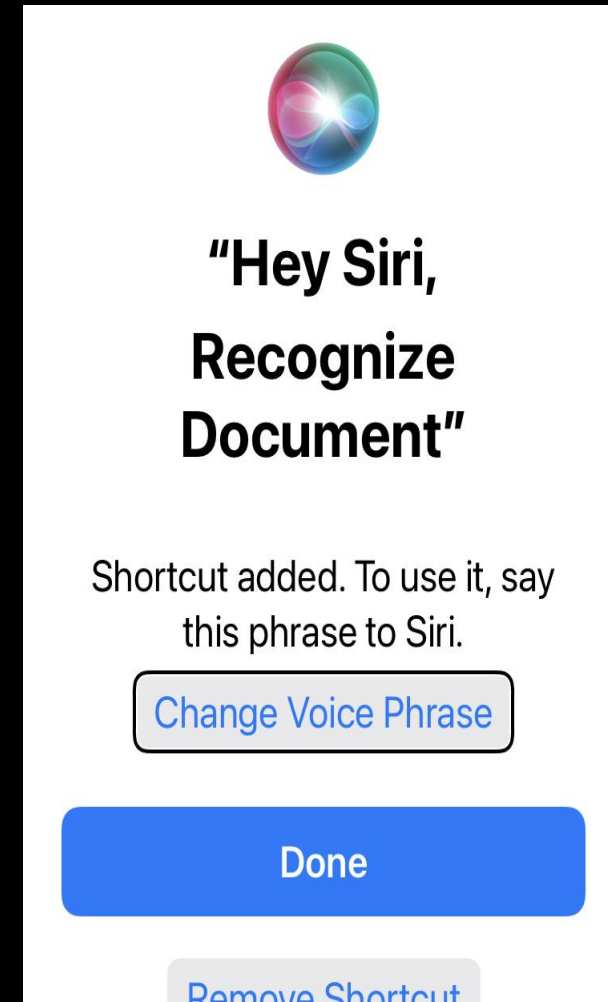 “Hey Siri,
Recognize
Document”
Shortcut added. To use it, say
this phrase to Siri.
Change Voice Phrase
Done
Remove Shortcut